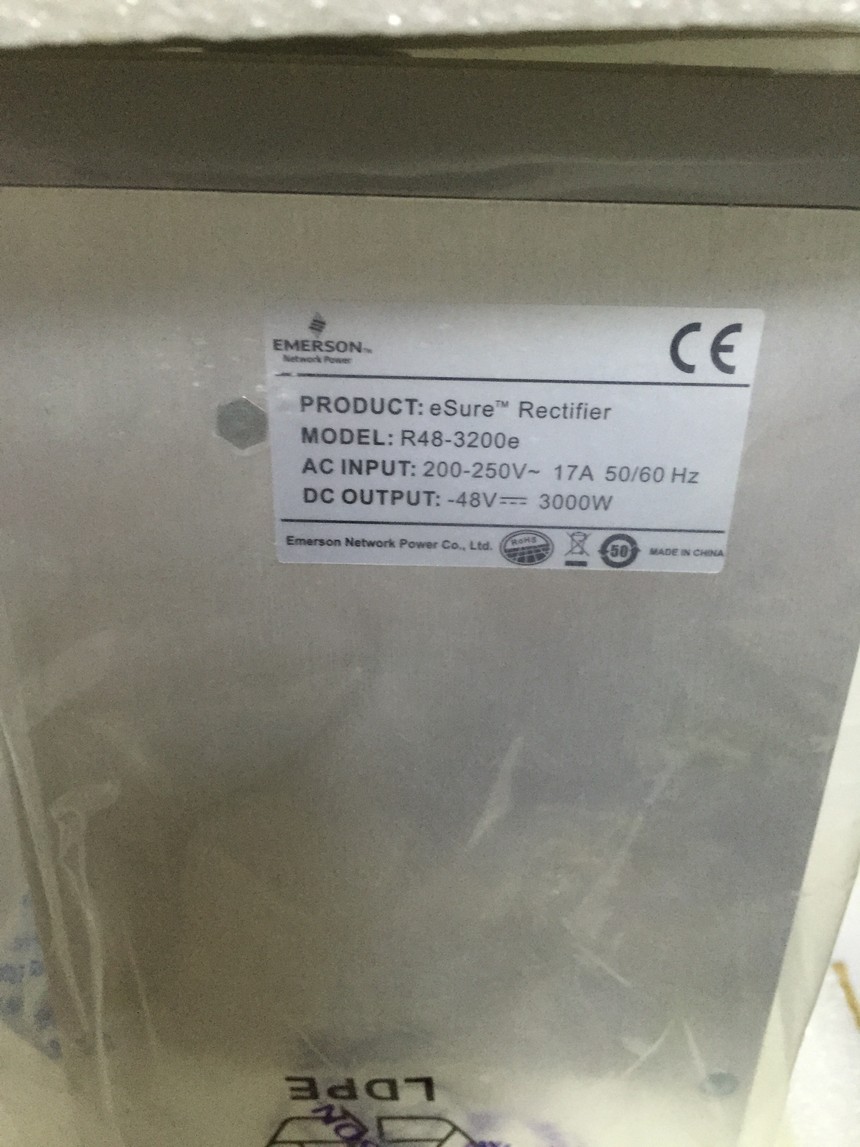 EMERSON™
Network Power
CE
PRODUCT: eSure™ Rectifier
MODEL: R48-3200e
AC INPUT: 200-250V~ 17A 50/60 Hz
DC OUTPUT: -48V⎓ 3000W
Emerson Network Power Co., Ltd. RoHS 50 MADE IN CHINA
LDPE